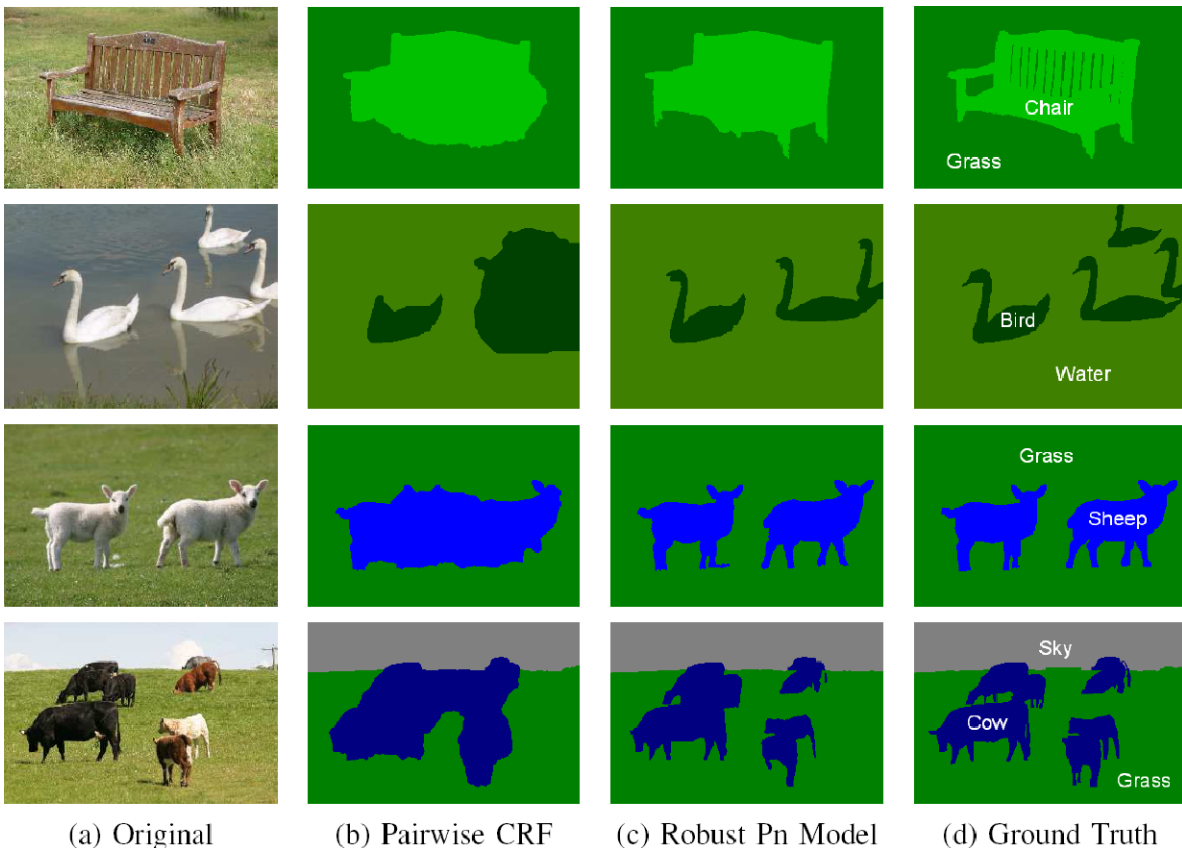 Chair
Grass
Bird
Water
Grass
Sheep
Sky
Cow
Grass
(a) Original (b) Pairwise CRF (c) Robust Pn Model (d) Ground Truth